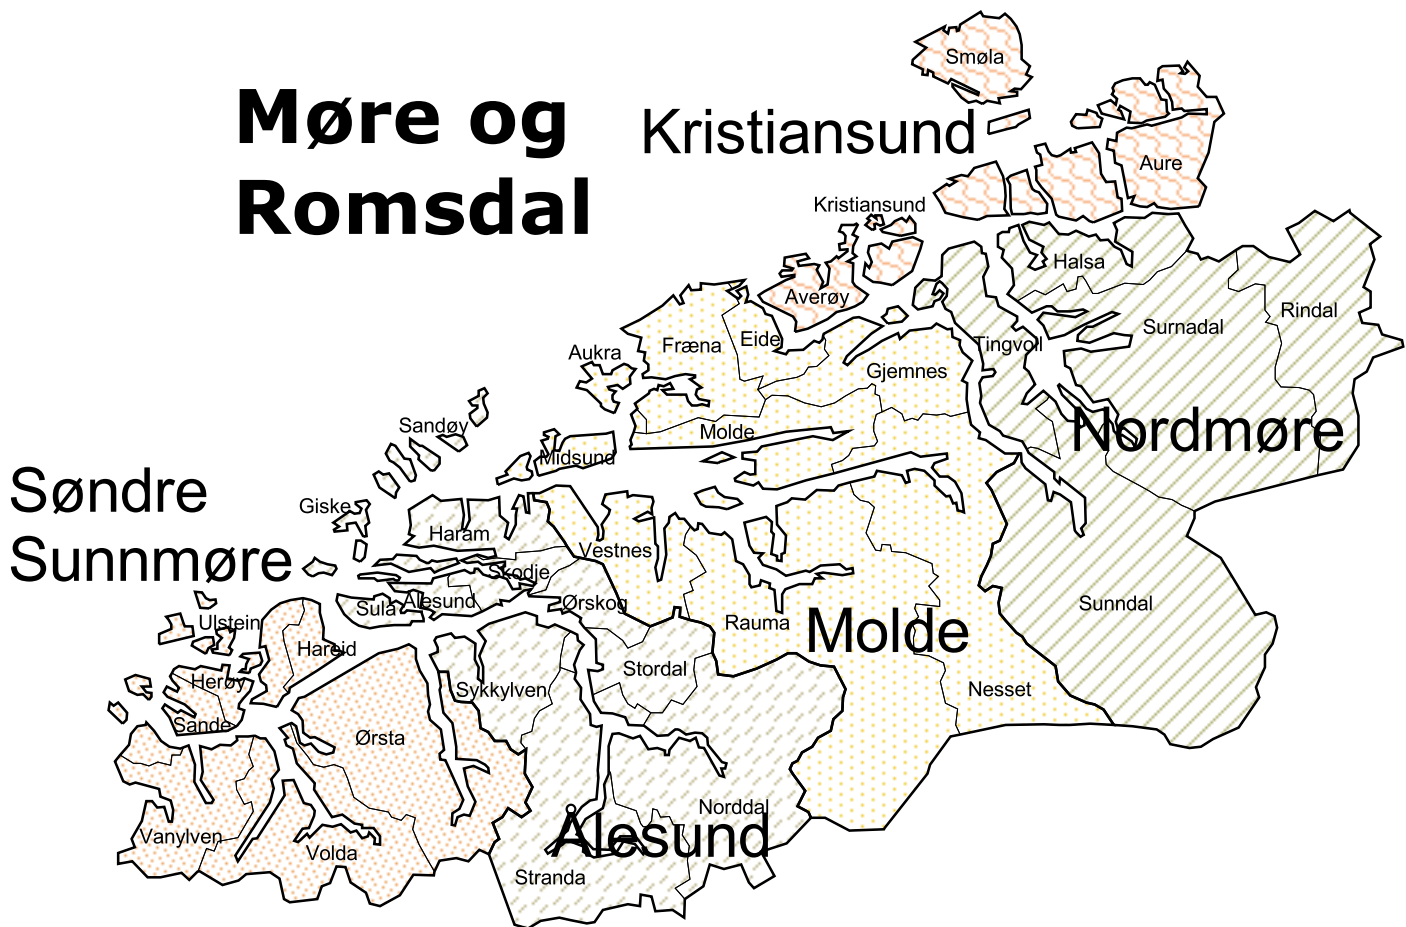 Møre og
Romsdal
Kristiansund
Smøla
Aure
Kristiansund
Halsa
Averøy
Rindal
Surnadal
Tingvoll
Eide
Fræna
Aukra
Gjemnes
Sandøy
Molde
Nordmøre
Midsund
Søndre
Sunnmøre
Giske
Haram
Vestnes
Skodje
Ålesund
Sula
Ørskog
Sunndal
Ulstein
Rauma
Molde
Hareid
Stordal
Herøy
Sykkylven
Nesset
Sande
Ørsta
Norddal
Vanylven
Ålesund
Volda
Stranda